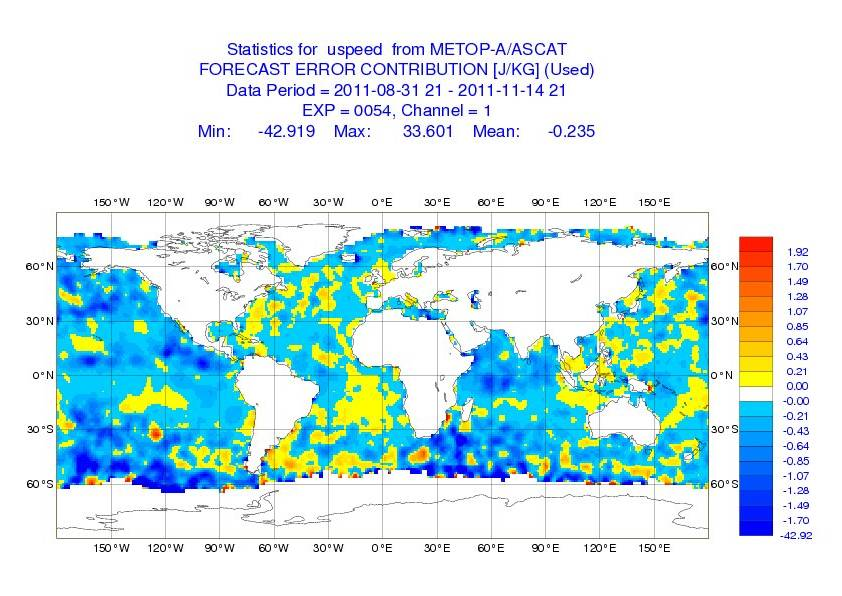 Statistics for uspeed from METOP-A/ASCAT
FORECAST ERROR CONTRIBUTION [J/KG] (Used)
Data Period = 2011-08-31 21 - 2011-11-14 21
EXP = 0054, Channel = 1
Min: -42.919 Max: 33.601 Mean: -0.235
150°W 120°W 90°W 60°W 30°W 0°E 30°E 60°E 90°E 120°E 150°E
60°N 60°N
30°N 30°N
0°N 0°N
30°S 30°S
60°S 60°S
150°W 120°W 90°W 60°W 30°W 0°E 30°E 60°E 90°E 120°E 150°E
1.92
1.70
1.49
1.28
1.07
0.85
0.64
0.43
0.21
0.00
-0.00
-0.21
-0.43
-0.64
-0.85
-1.07
-1.28
-1.49
-1.70
-42.92